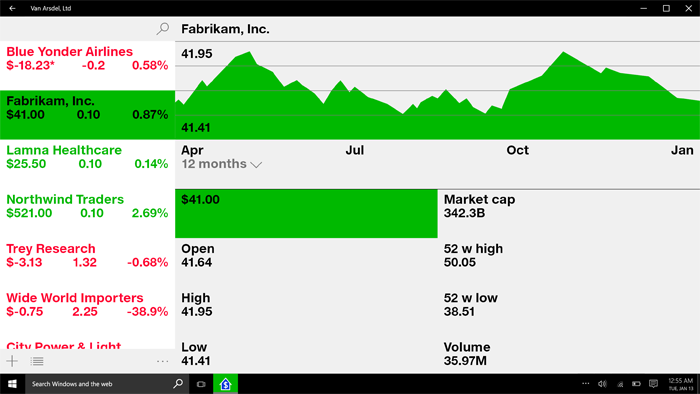 Van Arsdel, Ltd
Blue Yonder Airlines
$-18.23* -0.2 0.58%
Fabrikam, Inc.
$41.00 0.10 0.87%
Lamna Healthcare
$25.50 0.10 0.14%
Northwind Traders
$521.00 0.10 2.69%
Trey Research
$-3.13 1.32 -0.68%
Wide World Importers
$-0.75 2.25 -38.9%
City Power & Light
Fabrikam, Inc.
41.95
41.41
Apr Jul Oct Jan
12 months
$41.00
Market cap
342.3B
Open
41.64
52 w high
50.05
High
41.95
52 w low
38.51
Low
41.41
Volume
35.97M
Search Windows and the web
12:55 AM
TUE, JAN 13